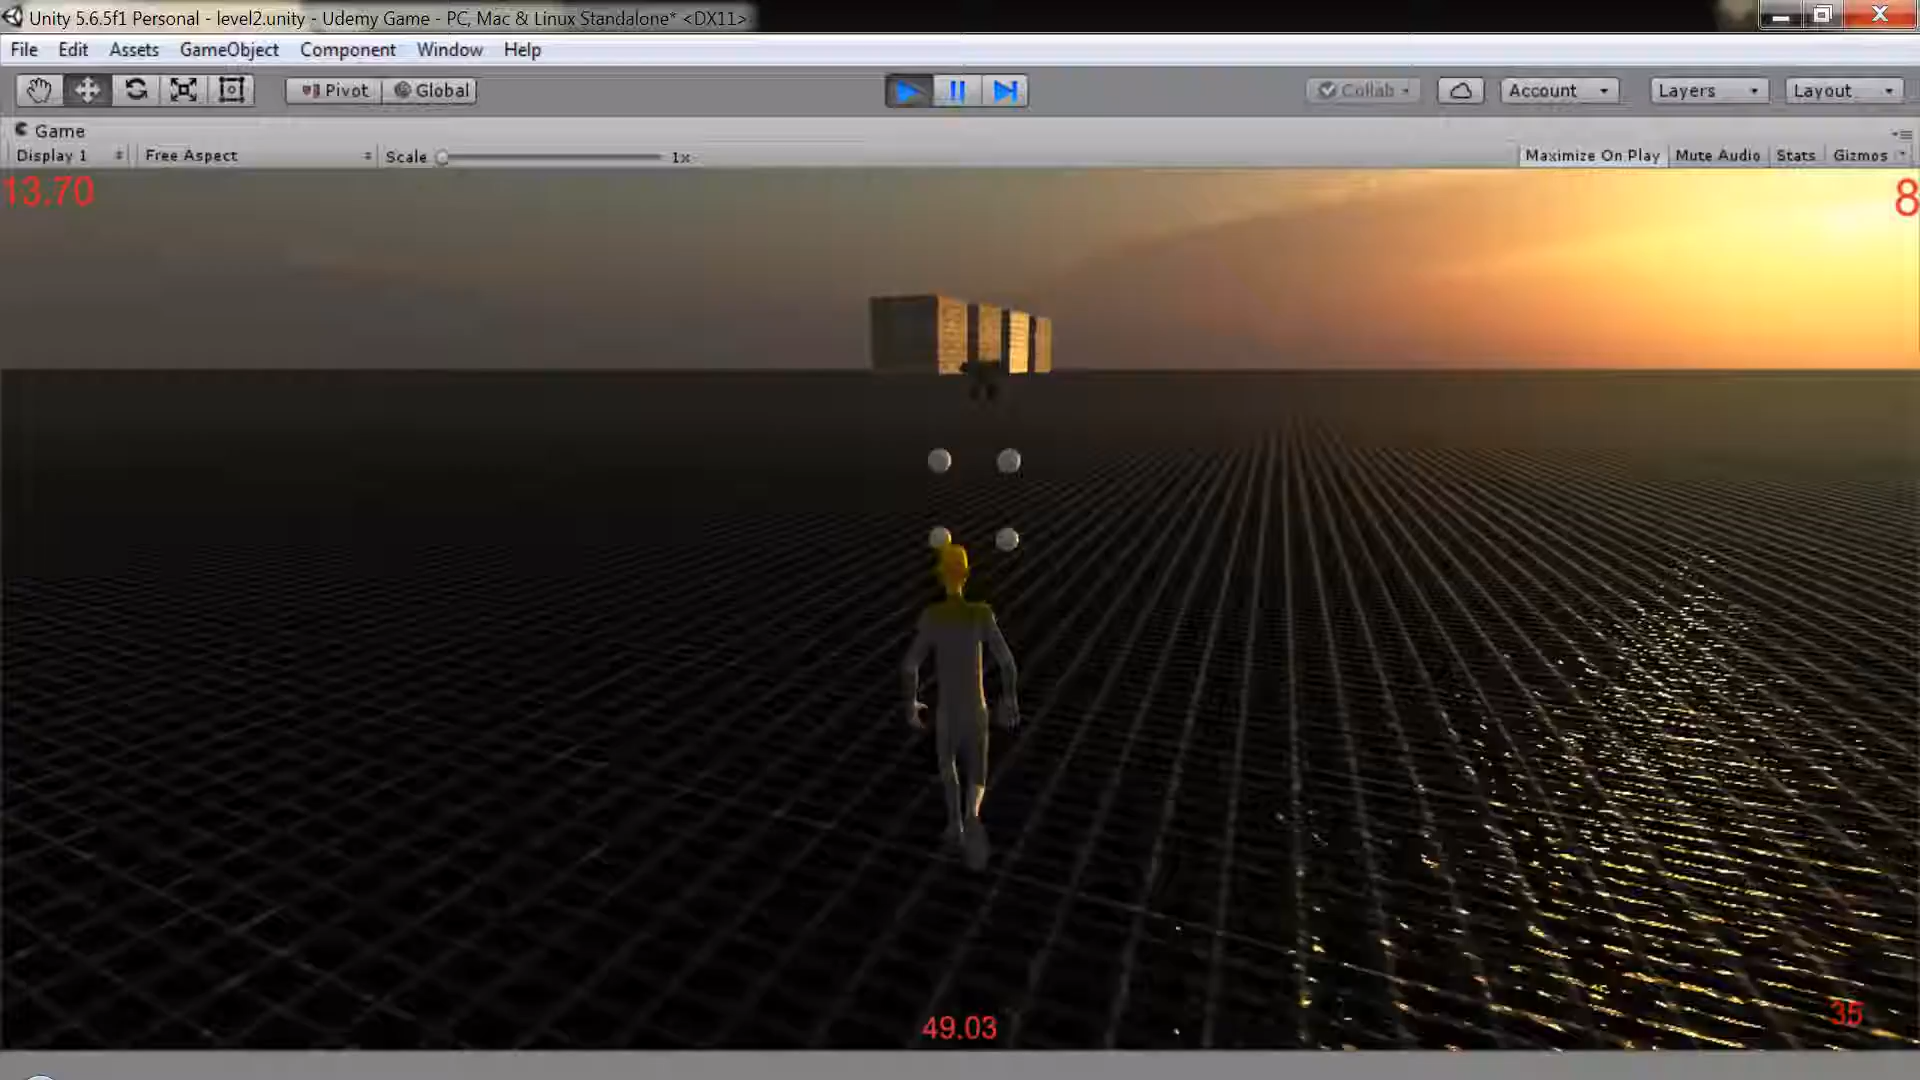 Unity 5.6.5f1 Personal - level2.unity - Udemy Game - PC, Mac & Linux Standalone* <DX11>
File Edit Assets GameObject Component Window Help
Pivot Global Collab Account Layers Layout
Game
Display 1 Free Aspect Scale 1x Maximize On Play Mute Audio Stats Gizmos
13.70 8
49.03 35